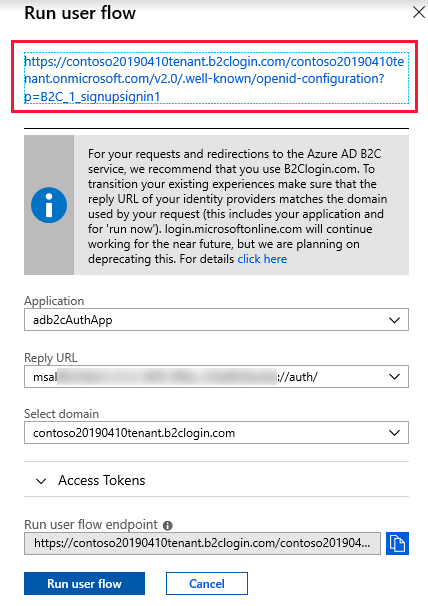 Run user flow
https://contoso20190410tenant.b2clogin.com/contoso20190410te
nant.onmicrosoft.com/v2.0/.well-known/openid-configuration?
p=B2C_1_signupsignin1
For your requests and redirections to the Azure AD B2C
service, we recommend that you use B2Clogin.com. To
transition your existing experiences make sure that the
reply URL of your identity providers matches the domain
used by your request (this includes your application and
for 'run now'). login.microsoftonline.com will continue
working for the near future, but we are planning on
deprecating this. For details click here
Application
adb2cAuthApp
Reply URL
msal ://auth/
Select domain
contoso20190410tenant.b2clogin.com
Access Tokens
Run user flow endpoint
https://contoso20190410tenant.b2clogin.com/contoso201904...
Run user flow
Cancel